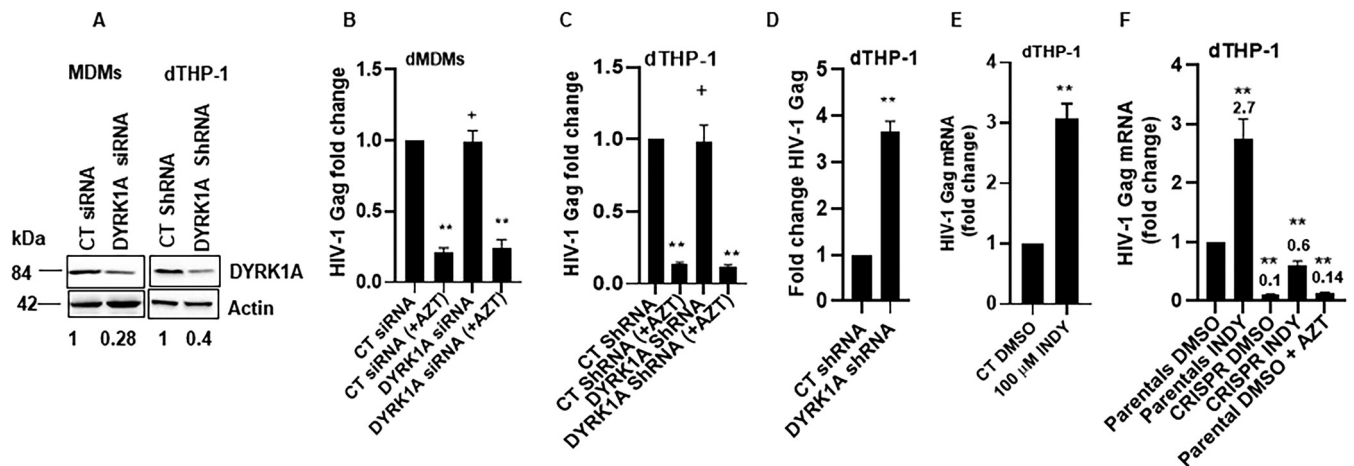 A
MDMs
dTHP-1
CT siRNA
DYRK1A siRNA
CT ShRNA
DYRK1A ShRNA
kDa
84
DYRK1A
42
Actin
1 0.28 1 0.4
B
dMDMs
HIV-1 Gag fold change
1.5
1.0
0.5
0.0
**
+
**
CT siRNA
CT siRNA (+AZT)
DYRK1A siRNA
DYRK1A siRNA (+AZT)
C
dTHP-1
HIV-1 Gag fold change
1.5
1.0
0.5
0.0
**
+
**
CT ShRNA
CT ShRNA (+AZT)
DYRK1A ShRNA
DYRK1A ShRNA (+AZT)
D
dTHP-1
Fold change HIV-1 Gag
5
4
3
2
1
0
**
CT shRNA
DYRK1A shRNA
E
dTHP-1
HIV-1 Gag mRNA
(fold change)
4
3
2
1
0
**
CT DMSO
100 µM INDY
F
dTHP-1
HIV-1 Gag mRNA
(fold change)
4
3
2
1
0
**
2.7
**
0.1
**
0.6
**
0.14
Parentals DMSO
Parentals INDY
CRISPR DMSO
CRISPR INDY
Parental DMSO + AZT